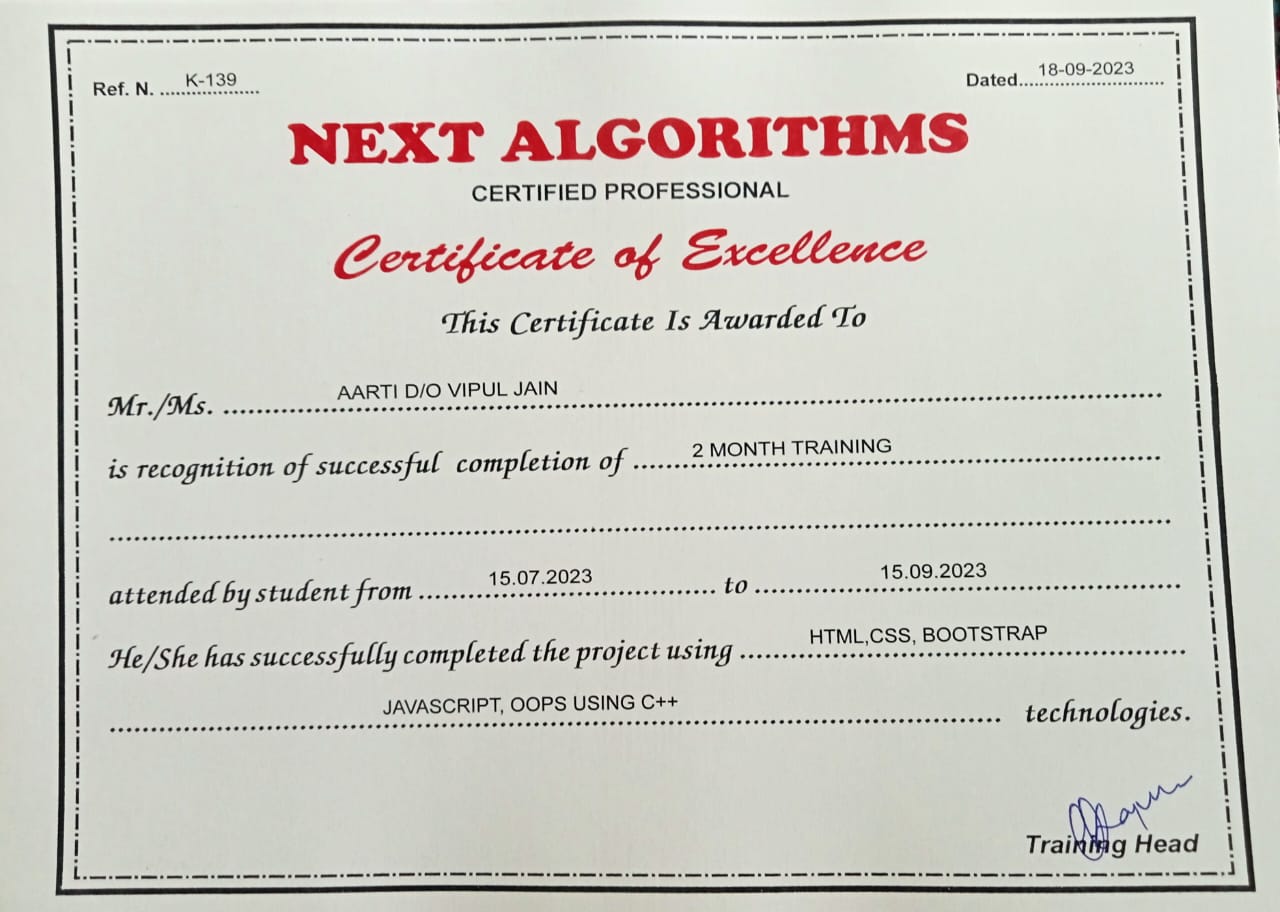 Ref. N. K-139
Dated 18-09-2023
NEXT ALGORITHMS
CERTIFIED PROFESSIONAL
Certificate of Excellence
This Certificate Is Awarded To
Mr./Ms. AARTI D/O VIPUL JAIN
is recognition of successful completion of 2 MONTH TRAINING
attended by student from 15.07.2023 to 15.09.2023
He/She has successfully completed the project using HTML,CSS, BOOTSTRAP
JAVASCRIPT, OOPS USING C++ technologies.
Training Head